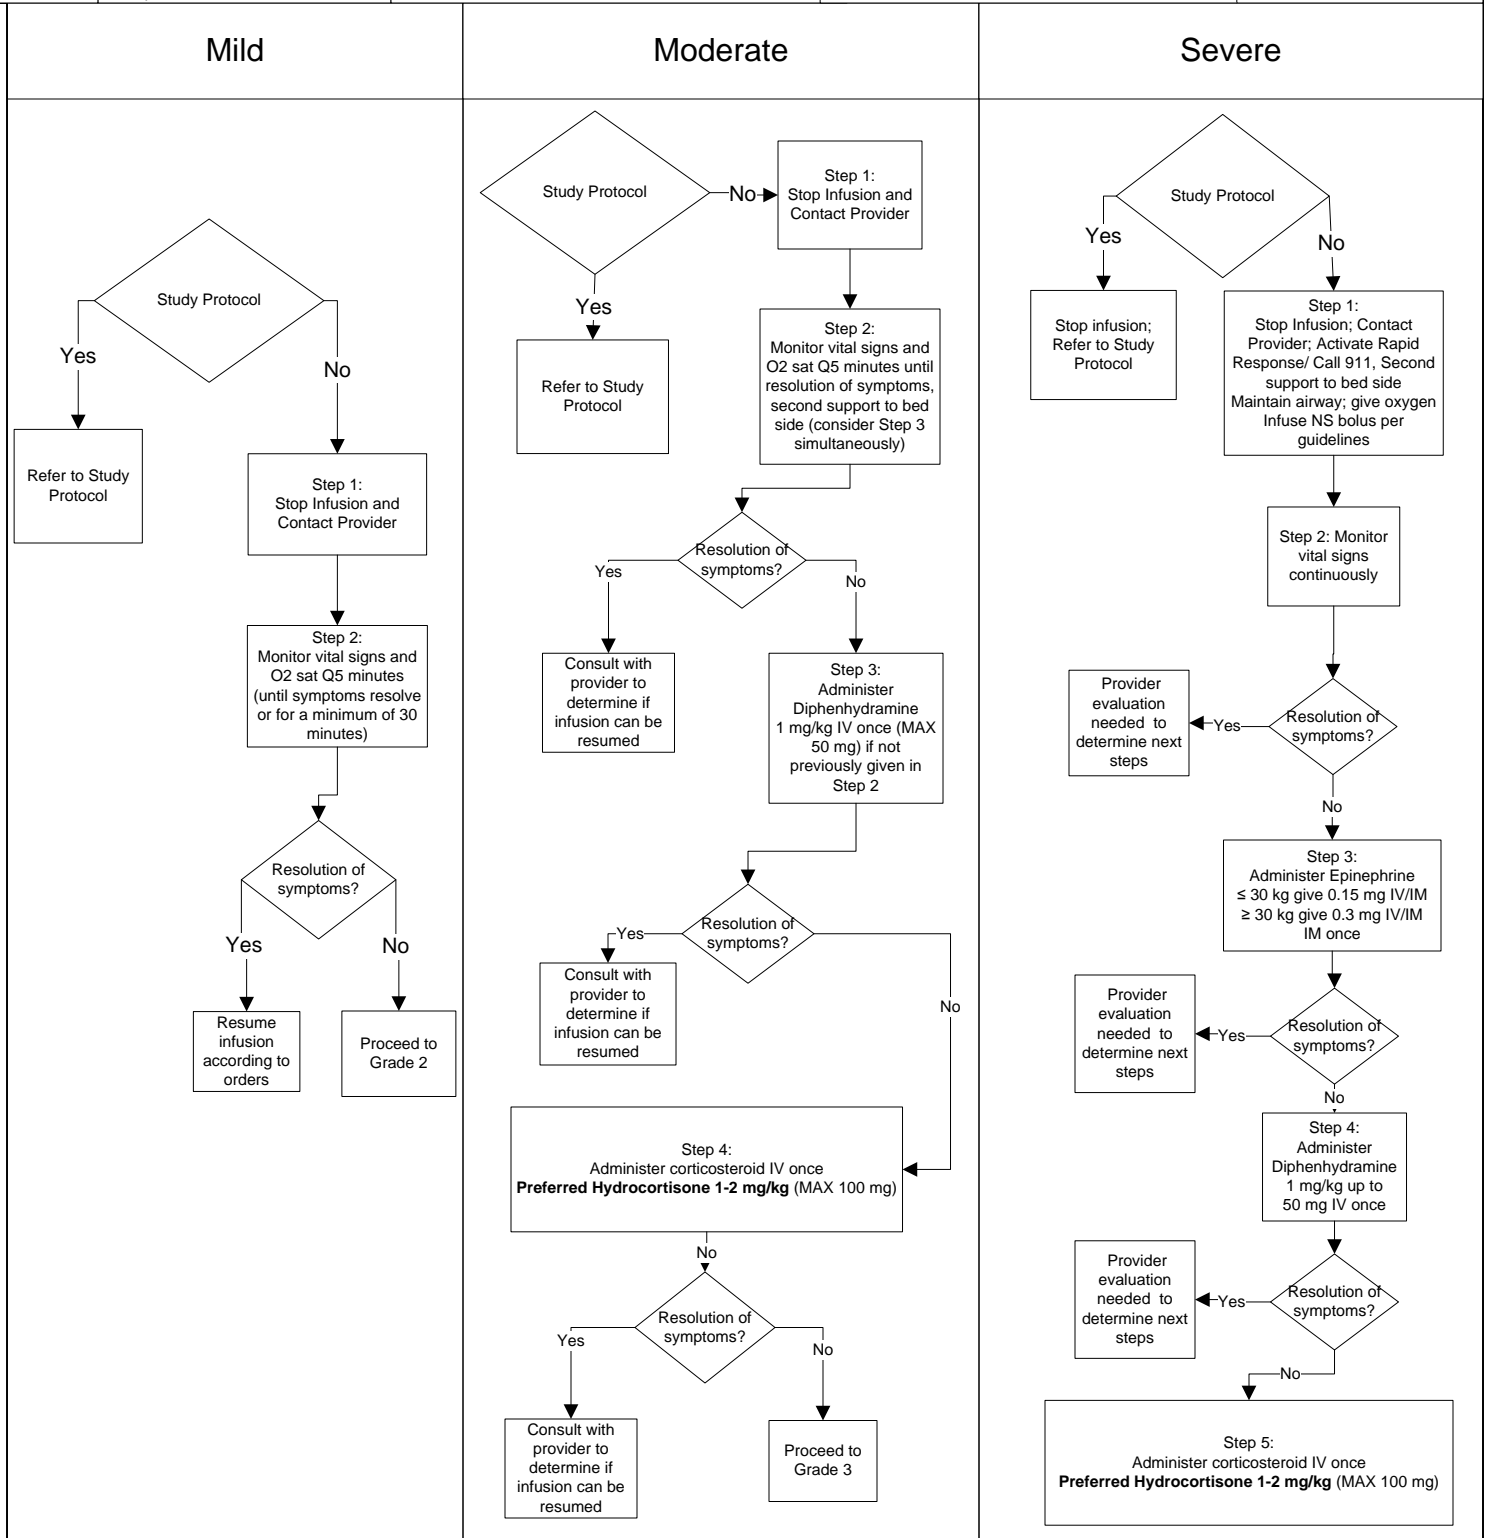 Mild
Moderate
Severe
Study Protocol
Yes
No
Refer to Study
Protocol
Step 1:
Stop Infusion and
Contact Provider
Step 2:
Monitor vital signs and
O2 sat Q5 minutes
(until symptoms resolve
or for a minimum of 30
minutes)
Resolution of
symptoms?
Yes
No
Resume
infusion
according to
orders
Proceed to
Grade 2
Study Protocol
No
Step 1:
Stop Infusion and
Contact Provider
Yes
Refer to Study
Protocol
Step 2:
Monitor vital signs and
O2 sat Q5 minutes until
resolution of symptoms,
second support to bed
side (consider Step 3
simultaneously)
Resolution of
symptoms?
Yes
No
Consult with
provider to
determine if
infusion can be
resumed
Step 3:
Administer
Diphenhydramine
1 mg/kg IV once (MAX
50 mg) if not
previously given in
Step 2
Resolution of
symptoms?
Yes
No
Consult with
provider to
determine if
infusion can be
resumed
Step 4:
Administer corticosteroid IV once
Preferred Hydrocortisone 1-2 mg/kg (MAX 100 mg)
No
Resolution of
symptoms?
Yes
No
Consult with
provider to
determine if
infusion can be
resumed
Proceed to
Grade 3
Study Protocol
Yes
No
Stop infusion;
Refer to Study
Protocol
Step 1:
Stop Infusion; Contact
Provider; Activate Rapid
Response/ Call 911, Second
support to bed side
Maintain airway; give oxygen
Infuse NS bolus per
guidelines
Step 2: Monitor
vital signs
continuously
Resolution of
symptoms?
Yes
Provider
evaluation
needed to
determine next
steps
No
Step 3:
Administer Epinephrine
≤ 30 kg give 0.15 mg IV/IM
≥ 30 kg give 0.3 mg IV/IM
IM once
Resolution of
symptoms?
Yes
Provider
evaluation
needed to
determine next
steps
No
Step 4:
Administer
Diphenhydramine
1 mg/kg up to
50 mg IV once
Resolution of
symptoms?
Yes
Provider
evaluation
needed to
determine next
steps
No
Step 5:
Administer corticosteroid IV once
Preferred Hydrocortisone 1-2 mg/kg (MAX 100 mg)